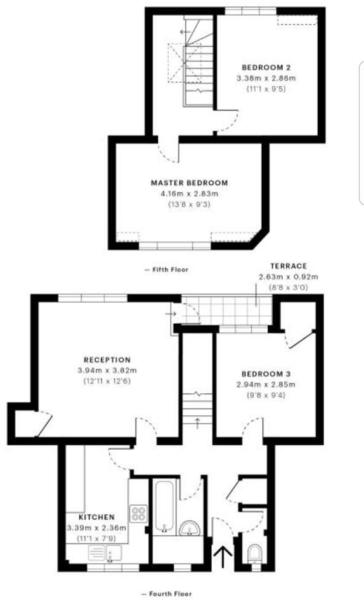 BEDROOM 2
3.38m x 2.86m
(11'1 x 9'5)
MASTER BEDROOM
4.16m x 2.83m
(13'8 x 9'3)
— Fifth Floor
TERRACE
2.63m x 0.92m
(8'8 x 3'0)
RECEPTION
3.94m x 3.82m
(12'11 x 12'6)
BEDROOM 3
2.94m x 2.85m
(9'8 x 9'4)
KITCHEN
3.39m x 2.36m
(11'1 x 7'9)
— Fourth Floor